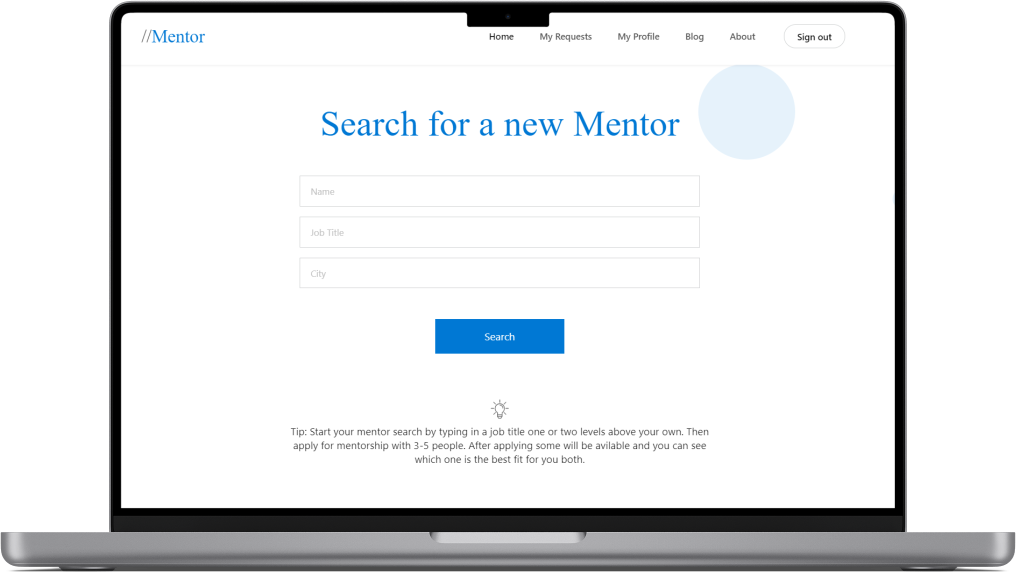 //Mentor
Home My Requests My Profile Blog About Sign out
Search for a new Mentor
Name
Job Title
City
Search
Tip: Start your mentor search by typing in a job title one or two levels above your own. Then
apply for mentorship with 3-5 people. After applying some will be avilable and you can see
which one is the best fit for you both.